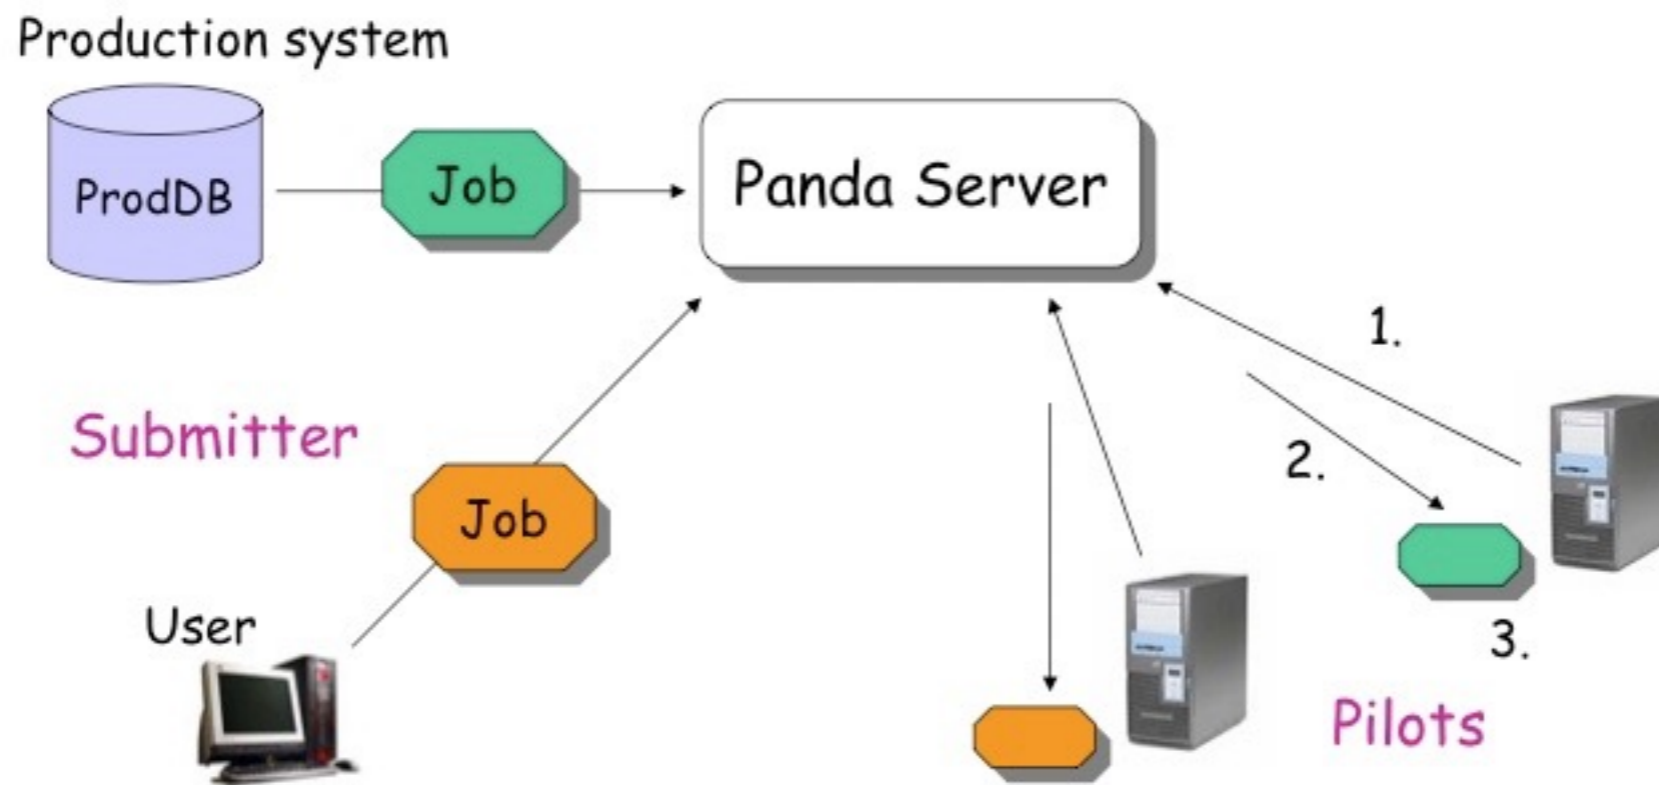 Production system
ProdDB
Job
Panda Server
1.
Submitter
2.
Job
User
3.
Pilots